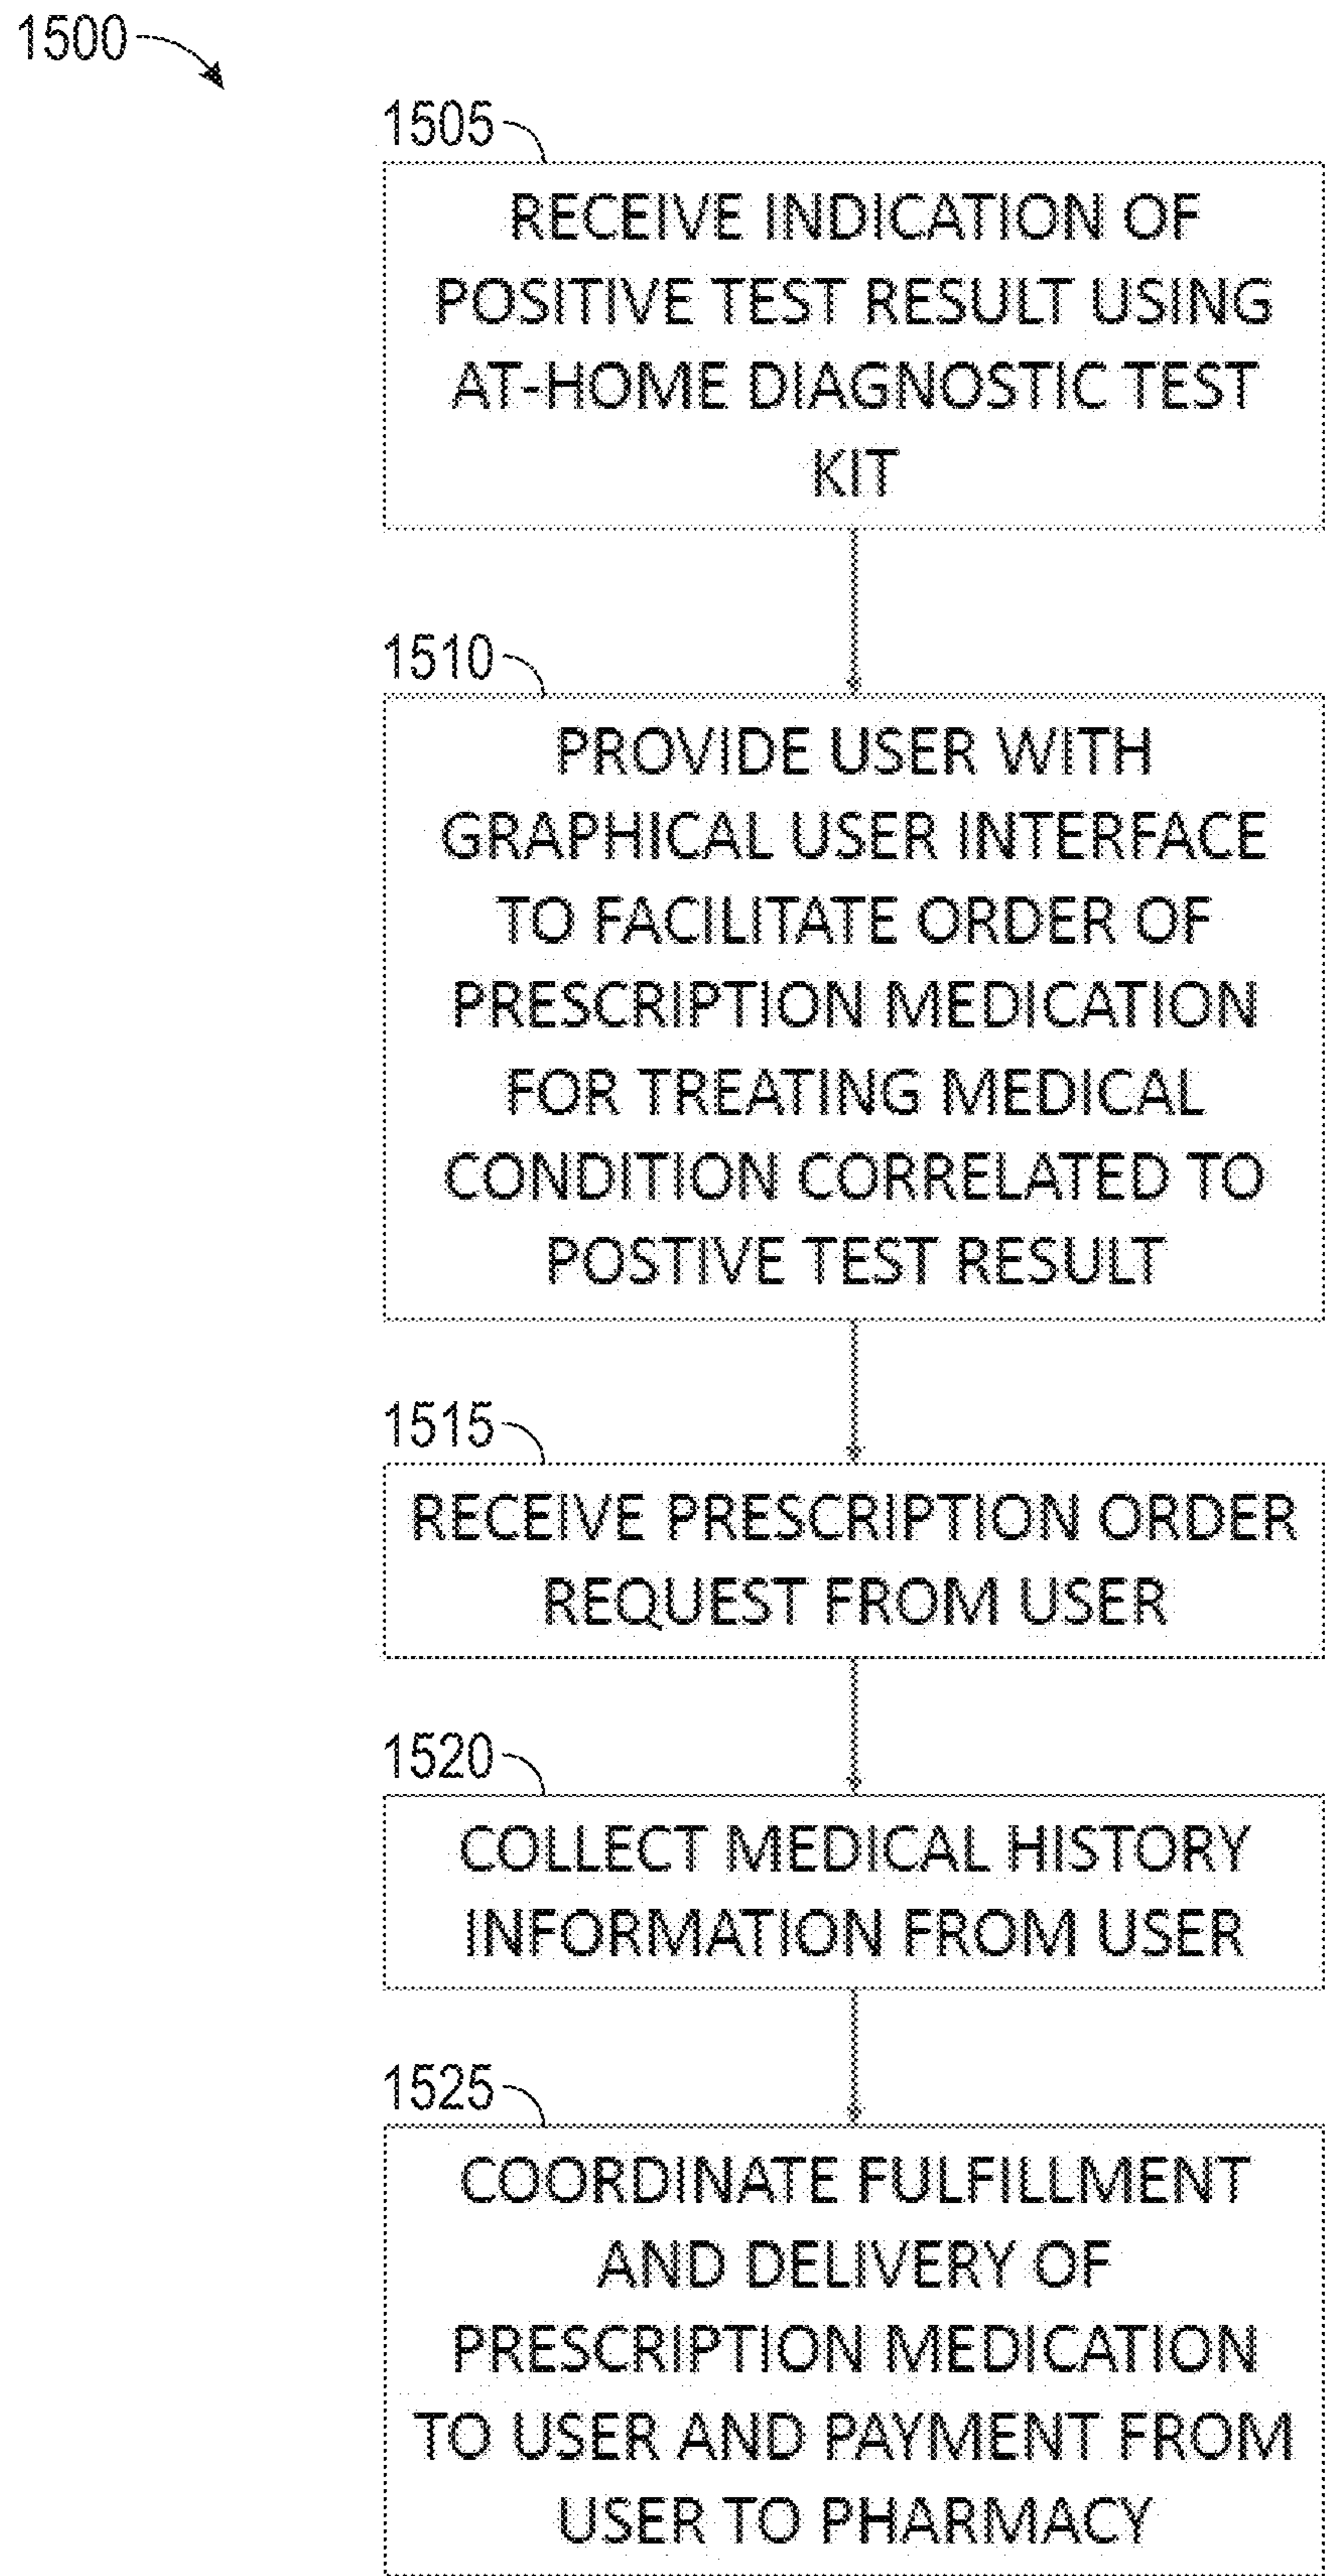 1500
1505
RECEIVE INDICATION OF
POSITIVE TEST RESULT USING
AT-HOME DIAGNOSTIC TEST
KIT
1510
PROVIDE USER WITH
GRAPHICAL USER INTERFACE
TO FACILITATE ORDER OF
PRESCRIPTION MEDICATION
FOR TREATING MEDICAL
CONDITION CORRELATED TO
POSTIVE TEST RESULT
1515
RECEIVE PRESCRIPTION ORDER
REQUEST FROM USER
1520
COLLECT MEDICAL HISTORY
INFORMATION FROM USER
1525
COORDINATE FULFILLMENT
AND DELIVERY OF
PRESCRIPTION MEDICATION
TO USER AND PAYMENT FROM
USER TO PHARMACY